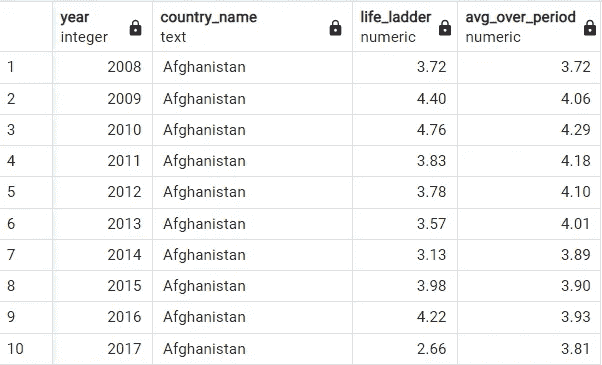 year country_name life_ladder avg_over_period
integer text numeric numeric
1 2008 Afghanistan 3.72 3.72
2 2009 Afghanistan 4.40 4.06
3 2010 Afghanistan 4.76 4.29
4 2011 Afghanistan 3.83 4.18
5 2012 Afghanistan 3.78 4.10
6 2013 Afghanistan 3.57 4.01
7 2014 Afghanistan 3.13 3.89
8 2015 Afghanistan 3.98 3.90
9 2016 Afghanistan 4.22 3.93
10 2017 Afghanistan 2.66 3.81